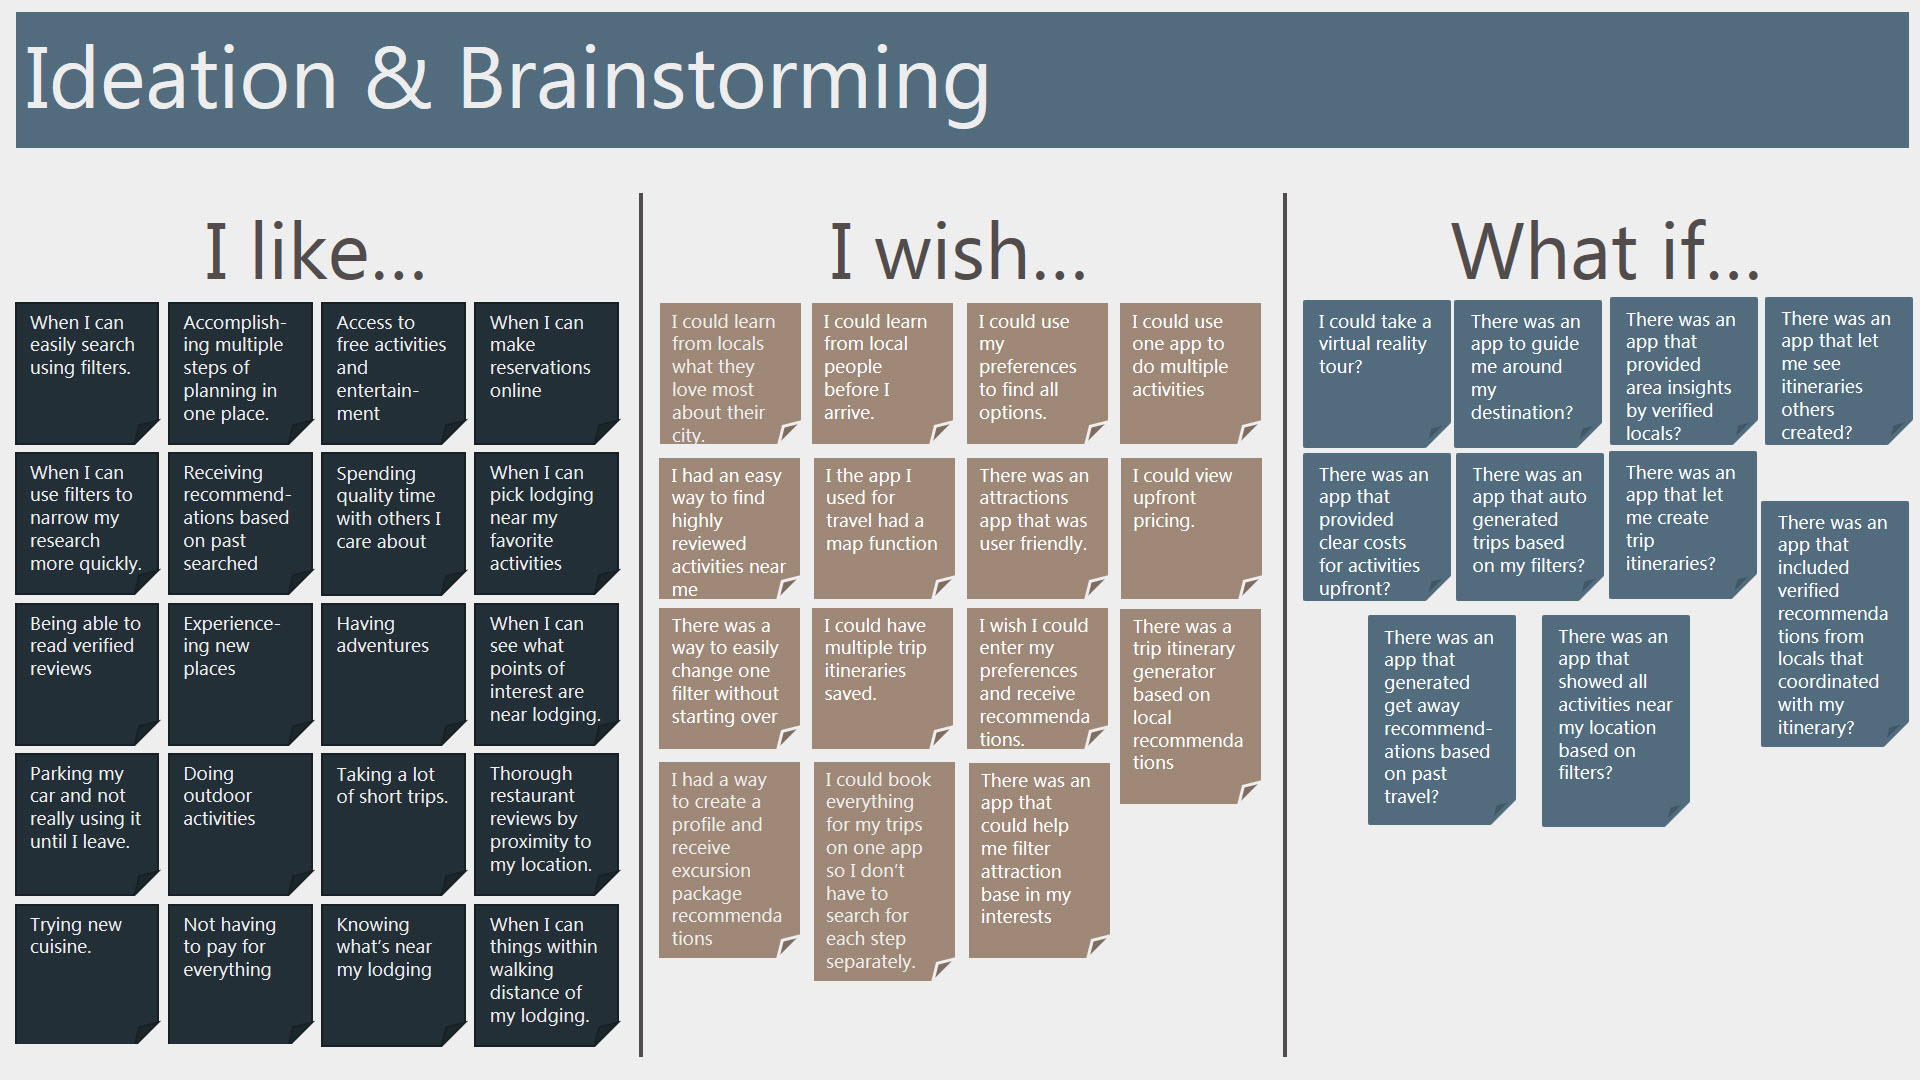 Ideation & Brainstorming
I like...
When I can
easily search
using filters.
Accomplish-
ing multiple
steps of
planning in
one place.
Access to
free activities
and
entertain-
ment
When I can
make
reservations
online
When I can
use filters to
narrow my
research
more quickly.
Receiving
recommend-
ations based
on past
searched
Spending
quality time
with others I
care about
When I can
pick lodging
near my
favorite
activities
Being able to
read verified
reviews
Experience-
ing new
places
Having
adventures
When I can
see what
points of
interest are
near lodging.
Parking my
car and not
really using it
until I leave.
Doing
outdoor
activities
Taking a lot
of short trips.
Thorough
restaurant
reviews by
proximity to
my location.
Trying new
cuisine.
Not having
to pay for
everything
Knowing
what's near
my lodging
When I can
things within
walking
distance of
my lodging.
I wish...
I could learn
from locals
what they
love most
about their
city.
I could learn
from local
people
before I
arrive.
I could use
my
preferences
to find all
options.
I could use
one app to
do multiple
activities
I had an easy
way to find
highly
reviewed
activities near
me
I the app I
used for
travel had a
map function
There was an
attractions
app that was
user friendly.
I could view
upfront
pricing.
There was a
way to easily
change one
filter without
starting over
I could have
multiple trip
itineraries
saved.
I wish I could
enter my
preferences
and receive
recommenda
tions.
There was a
trip itinerary
generator
based on
local
recommenda
tions
I had a way
to create a
profile and
receive
excursion
package
recommenda
tions
I could book
everything
for my trips
on one app
so I don't
have to
search for
each step
separately.
There was an
app that
could help
me filter
attraction
base in my
interests
What if...
I could take a
virtual reality
tour?
There was an
app to guide
me around
my
destination?
There was an
app that
provided
area insights
by verified
locals?
There was an
app that let
me see
itineraries
others
created?
There was an
app that
provided
clear costs
for activities
upfront?
There was an
app that auto
generated
trips based
on my filters?
There was an
app that let
me create
trip
itineraries?
There was an
app that
included
verified
recommenda
tions from
locals that
coordinated
with my
itinerary?
There was an
app that
generated
get away
recommend-
ations based
on past
travel?
There was an
app that
showed all
activities near
my location
based on
filters?